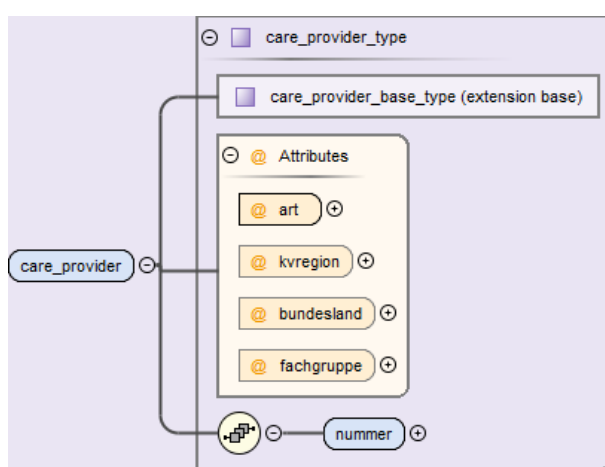 care_provider_type
care_provider_base_type (extension base)
@ Attributes
@ art
@ kvregion
care_provider
@ bundesland
@ fachgruppe
nummer